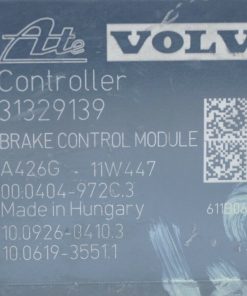 Ate VOLV
Controller
31329139
BRAKE CONTROL MODULE
A426G - 11W447
00.0404-972C.3
Made in Hungary
10.0926-0410.3
10.0619-3551.1